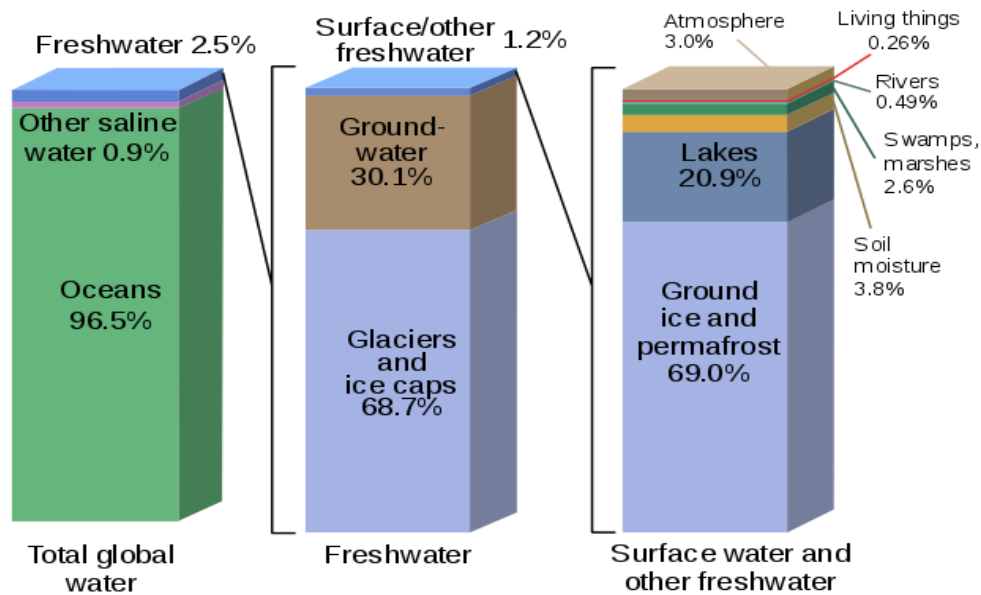 Freshwater 2.5%
Other saline
water 0.9%
Oceans
96.5%
Total global
water
Surface/other
freshwater 1.2%
Ground-
water
30.1%
Glaciers
and
ice caps
68.7%
Freshwater
Atmosphere
3.0%
Living things
0.26%
Rivers
0.49%
Swamps,
marshes
2.6%
Soil
moisture
3.8%
Lakes
20.9%
Ground
ice and
permafrost
69.0%
Surface water and
other freshwater